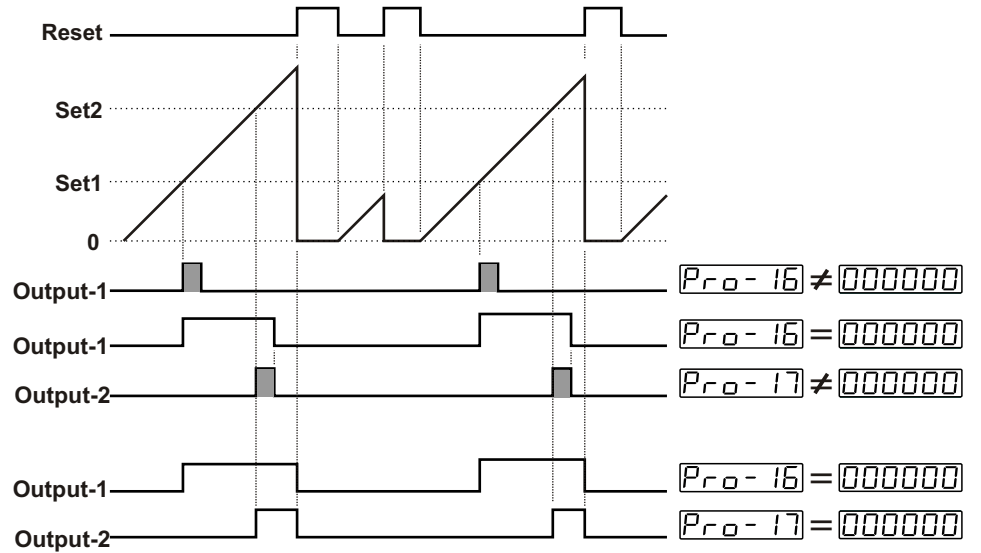 Reset
Set2
Set1
0
Output-1 Pro-16 ≠ 000000
Output-1 Pro-16 = 000000
Output-2 Pro-17 ≠ 000000
Output-1 Pro-16 = 000000
Output-2 Pro-17 = 000000